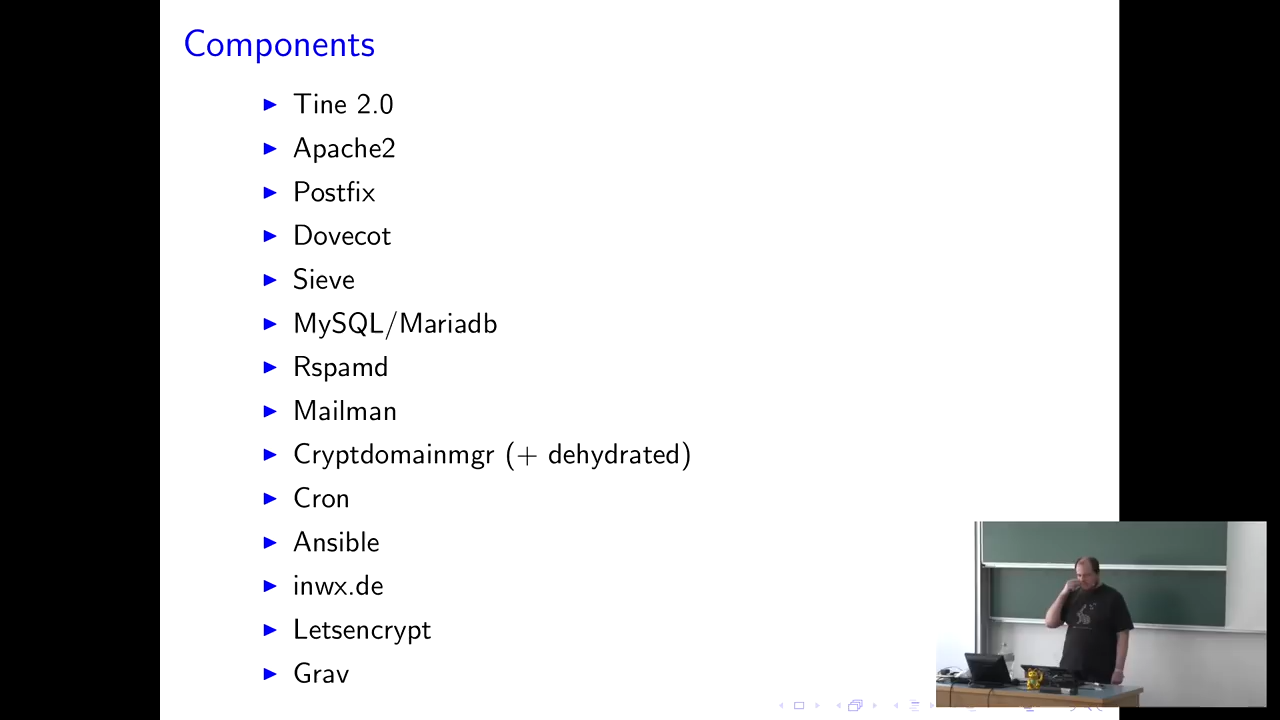 Components
Tine 2.0
Apache2
Postfix
Dovecot
Sieve
MySQL/Mariadb
Rspamd
Mailman
Cryptdomainmgr (+ dehydrated)
Cron
Ansible
inwx.de
Letsencrypt
Grav